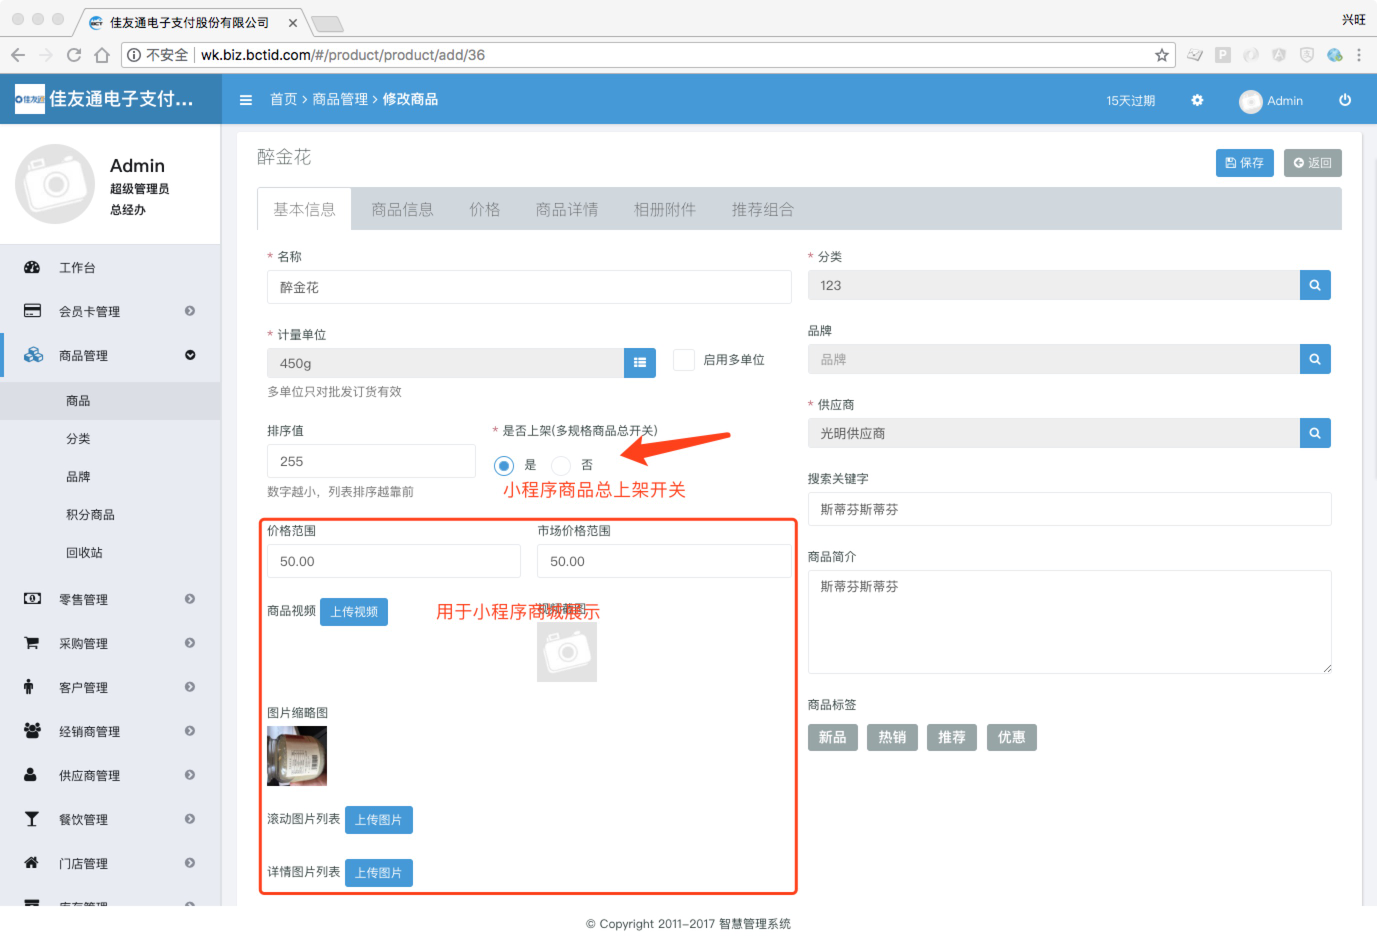 佳友通电子支付股份有限公司
兴旺
不安全 wk.biz.bctid.com/#/product/product/add/36
佳友通电子支付...
首页 > 商品管理 > 修改商品
15天过期
Admin
Admin
超级管理员
总经办
工作台
会员卡管理
商品管理
商品
分类
品牌
积分商品
回收站
零售管理
采购管理
客户管理
经销商管理
供应商管理
餐饮管理
门店管理
醉金花
保存
返回
基本信息 商品信息 价格 商品详情 相册附件 推荐组合
* 名称
醉金花
* 计量单位
450g
启用多单位
多单位只对批发订货有效
排序值
255
数字越小，列表排序越靠前
* 是否上架(多规格商品总开关)
是 否
小程序商品总上架开关
价格范围
50.00
市场价格范围
50.00
商品视频 上传视频
用于小程序商城展示
图片缩略图
滚动图片列表 上传图片
详情图片列表 上传图片
* 分类
123
品牌
品牌
* 供应商
光明供应商
搜索关键字
斯蒂芬斯蒂芬
商品简介
斯蒂芬斯蒂芬
商品标签
新品 热销 推荐 优惠
© Copyright 2011-2017 智慧管理系统